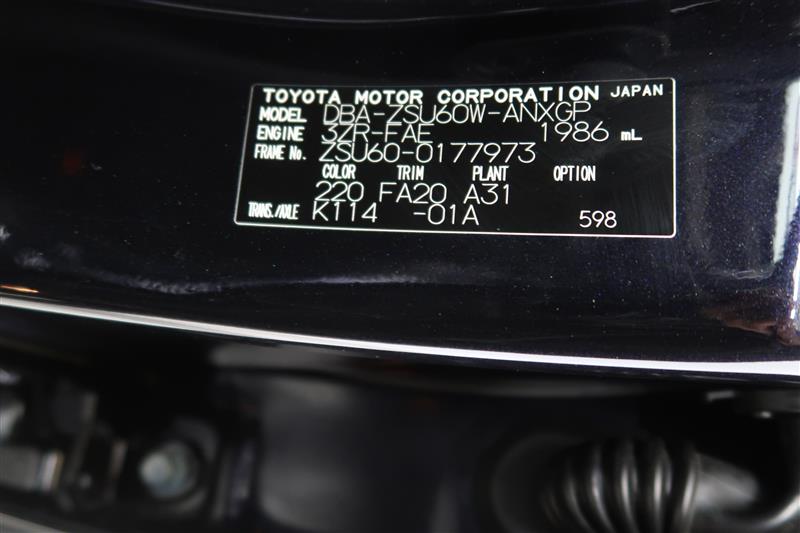 TOYOTA MOTOR CORPORATION JAPAN
MODEL DBA-ZSU60W-ANXGP
ENGINE 3ZR-FAE 1986 mL
FRAME No. ZSU60-0177973
COLOR TRIM PLANT OPTION
220 FA20 A31
TRANS./AXLE K114 -01A 598